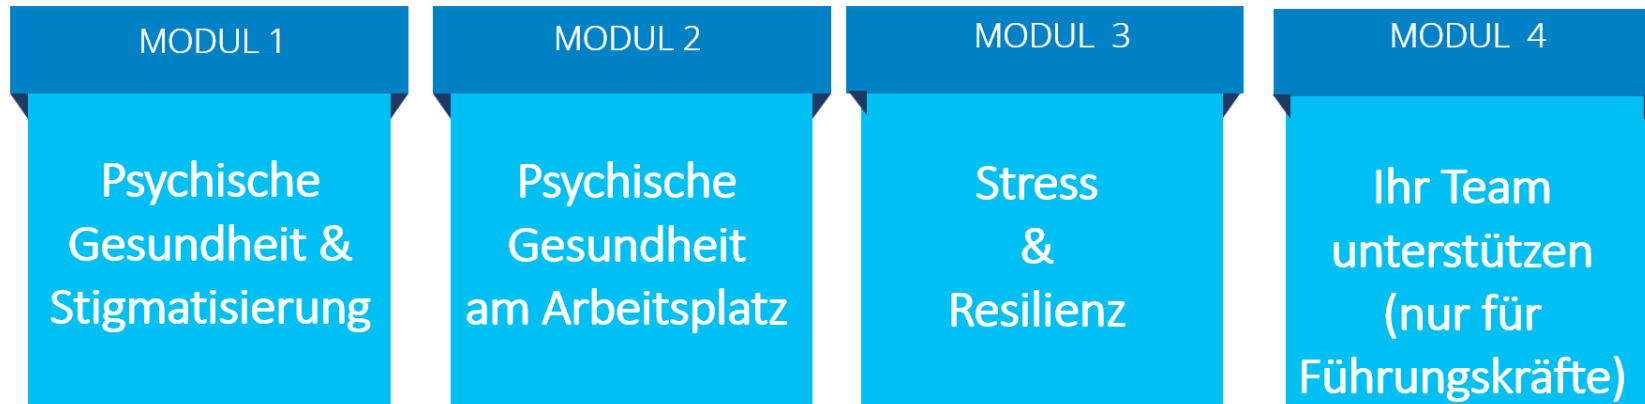 MODUL 1
Psychische
Gesundheit &
Stigmatisierung
MODUL 2
Psychische
Gesundheit
am Arbeitsplatz
MODUL 3
Stress
&
Resilienz
MODUL 4
Ihr Team
unterstützen
(nur für
Führungskräfte)